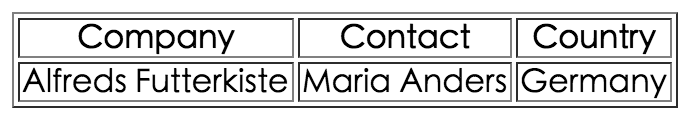 Company Contact Country
Alfreds Futterkiste Maria Anders Germany